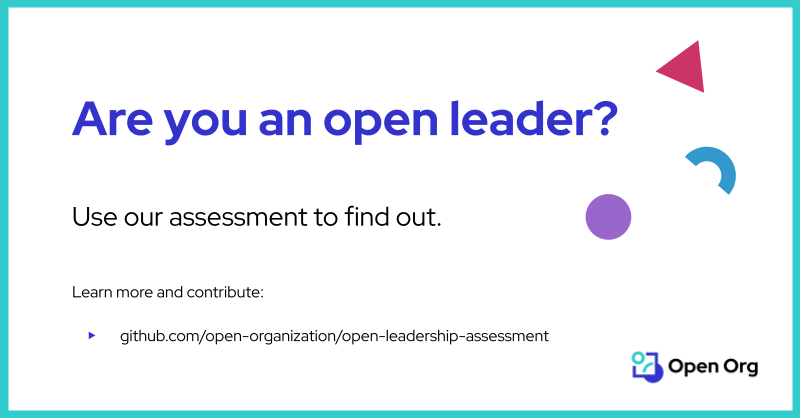 Are you an open leader?
Use our assessment to find out.
Learn more and contribute:
github.com/open-organization/open-leadership-assessment
Open Org